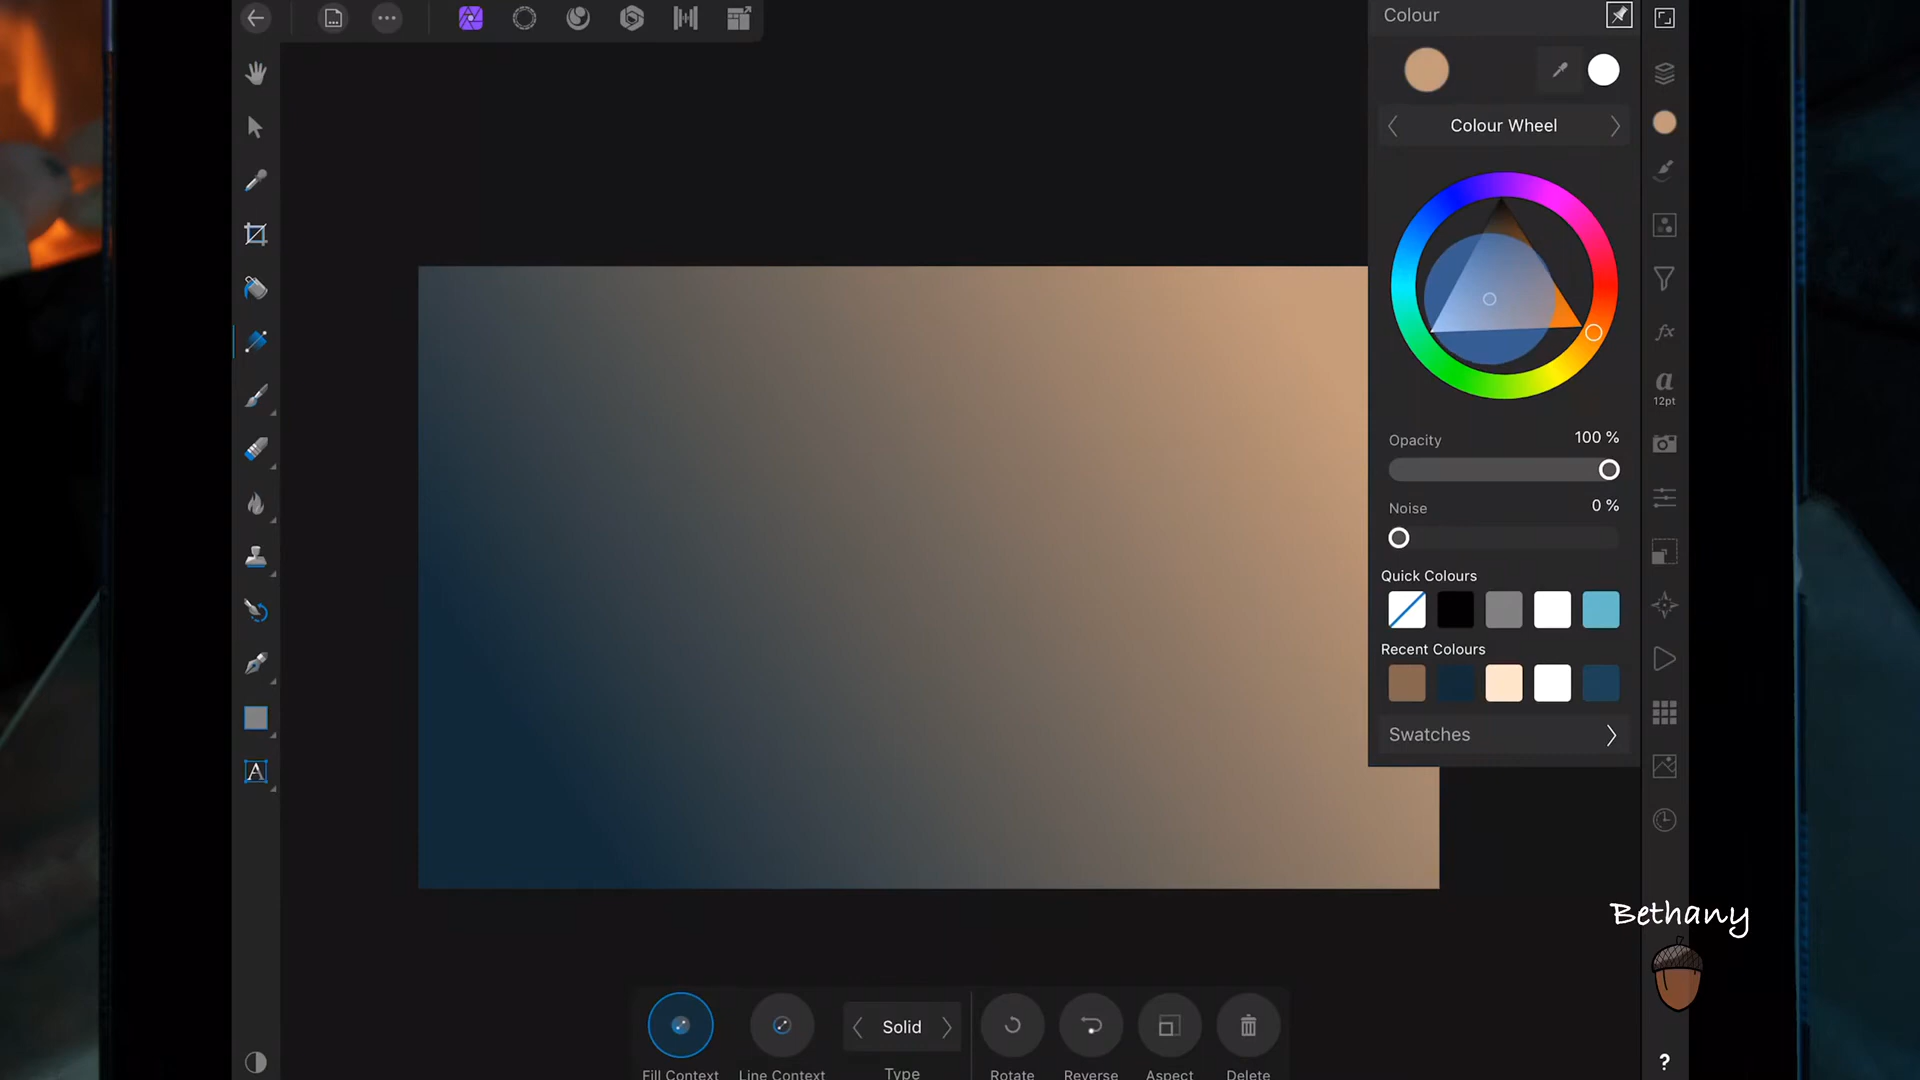 Colour
Colour Wheel
Opacity
100 %
Noise
0 %
Quick Colours
Recent Colours
Swatches
fx
a
12pt
A
Bethany
?
Solid
Fill Context
Line Context
Type
Rotate
Reverse
Aspect
Delete